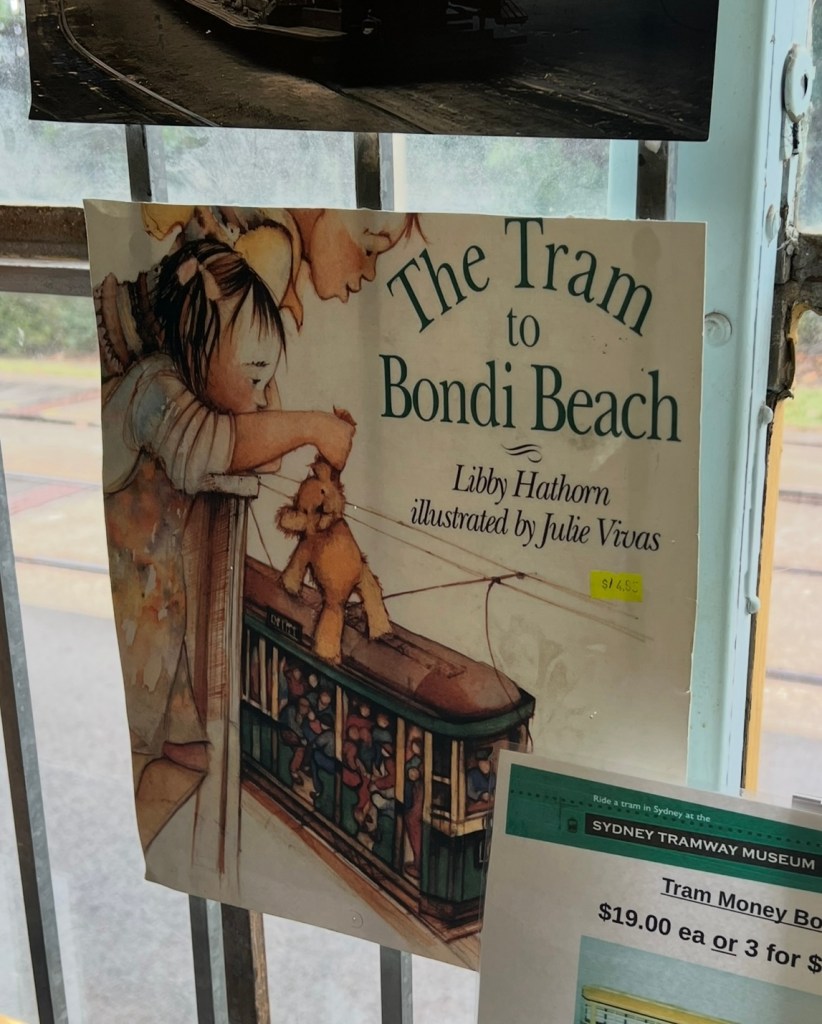 The Tram
to
Bondi Beach
Libby Hathorn
illustrated by Julie Vivas
Ride a tram in Sydney at the
SYDNEY TRAMWAY MUSEUM
Tram Money Bo
$19.00 ea or 3 for $